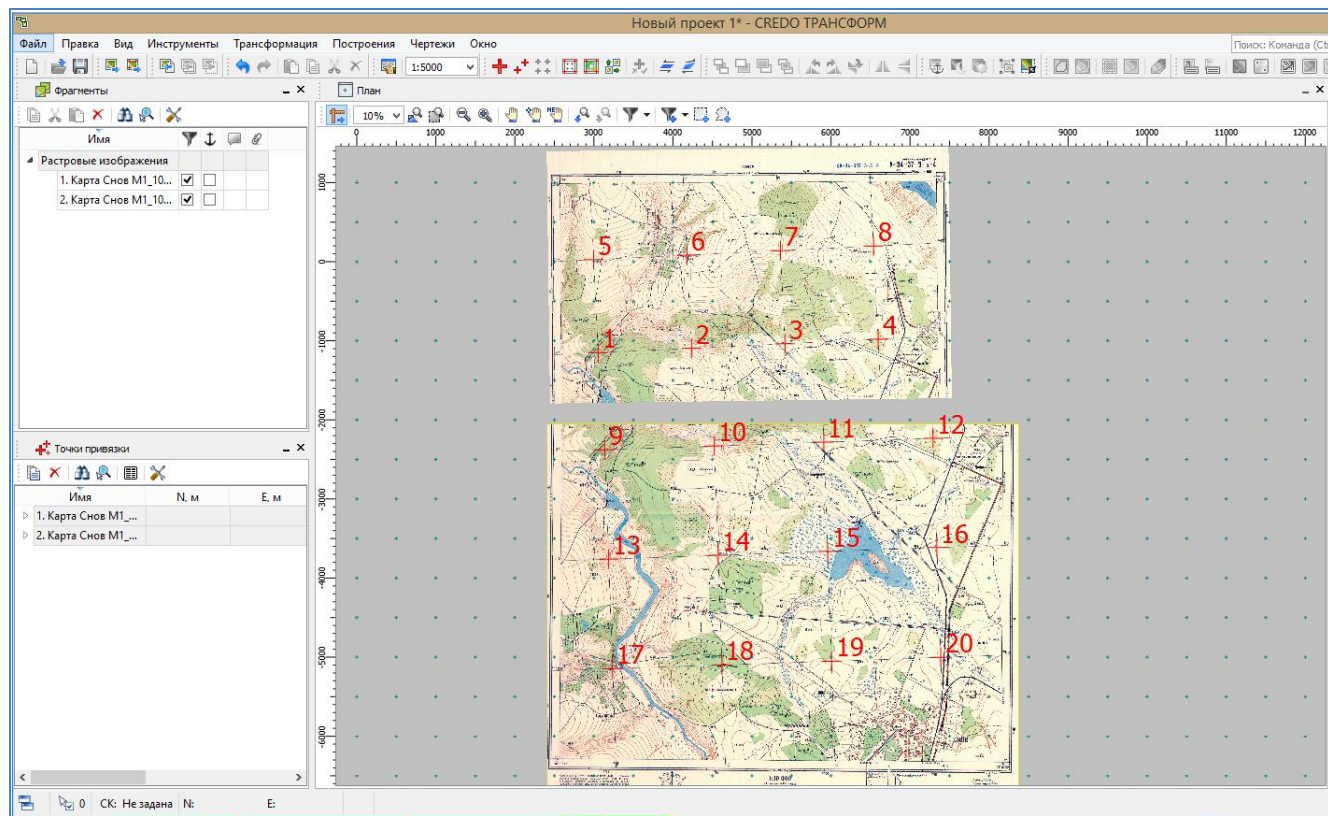 Новый проект 1* - CREDO ТРАНСФОРМ
Файл Правка Вид Инструменты Трансформация Построения Чертежи Окно
Поиск: Команда (Ct
1:5000
Фрагменты
План
10%
NE
Имя
0 1000 2000 3000 4000 5000 6000 7000 8000 9000 10000 11000 12000
Растровые изображения
1. Карта Снов М1_10...
2. Карта Снов М1_10...
1000
0
-1000
-2000
-3000
-4000
-5000
-6000
5 6 7 8
1 2 3 4
9 10 11 12
13 14 15 16
17 18 19 20
Точки привязки
Имя N, м E, м
1. Карта Снов М1_...
2. Карта Снов М1_...
0 СК: Не задана N: E: